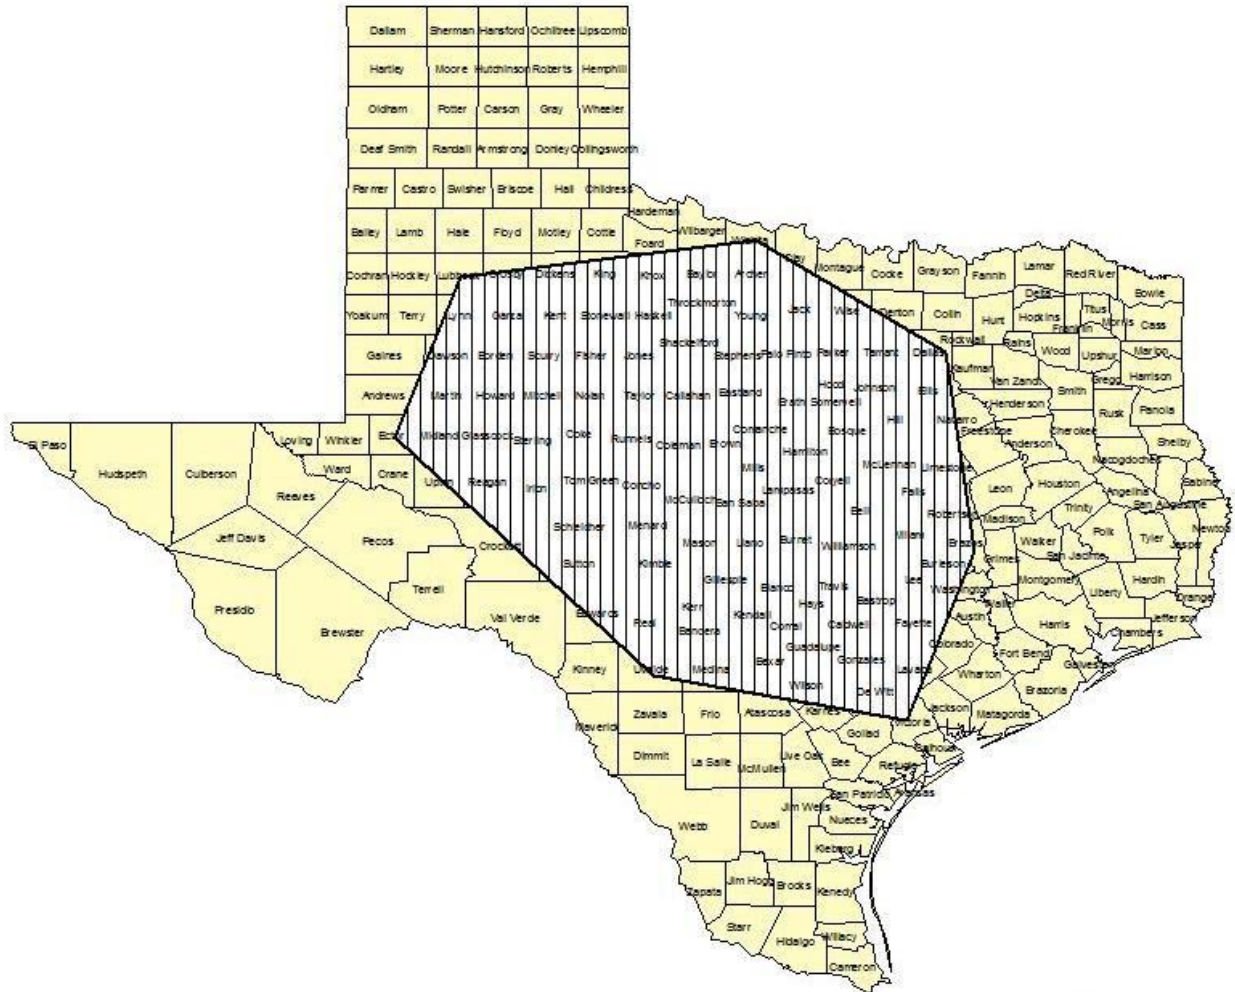 Dallam Sherman Hansford Ochiltree Lipscomb
Hartley Moore Hutchinson Roberts Hemphill
Oldham Potter Carson Gray Wheeler
Deaf Smith Randall Armstrong Donley Collingsworth
Parmer Castro Swisher Briscoe Hall Childress
Hardeman
Bailey Lamb Hale Floyd Motley Cottle Foard Wilbarger Wichita
Cochran Hockley Lubbock Crosby Dickens King Knox Baylor Archer Clay Montague Cooke Grayson Fannin Lamar Red River
Bowie
Yoakum Terry Lynn Garza Kent Stonewall Haskell Throckmorton Young Jack Wise Denton Collin Hunt Delta Hopkins Franklin Titus Morris Cass
Rockwall Rains
Gaines Dawson Borden Scurry Fisher Jones Shackelford Stephens Palo Pinto Parker Tarrant Dallas Kaufman Van Zandt Wood Upshur Marion
Andrews Martin Howard Mitchell Nolan Taylor Callahan Eastland Erath Hood Somervell Johnson Ellis Henderson Smith Gregg Harrison
Rusk Panola
El Paso Hudspeth Culberson Loving Winkler Ector Midland Glasscock Sterling Coke Runnels Coleman Brown Comanche Hamilton Bosque Hill Navarro Freestone Anderson Cherokee Nacogdoches Shelby
Reeves Ward Crane Upton Reagan Irion Tom Green Concho McCulloch San Saba Mills Lampasas Coryell McLennan Limestone Falls Leon Houston Angelina San Augustine Sabine
Jeff Davis Pecos Crockett Schleicher Menard Mason Llano Burnet Bell Williamson Milam Robertson Brazos Madison Trinity Walker Polk Tyler Jasper Newton
Terrell Sutton Kimble Gillespie Blanco Travis Lee Burleson Washington Grimes Montgomery San Jacinto Liberty Hardin Orange
Presidio Brewster Val Verde Edwards Real Kerr Kendall Hays Bastrop Fayette Austin Waller Harris Jefferson
Bandera Comal Caldwell Colorado Fort Bend Chambers
Kinney Uvalde Medina Bexar Guadalupe Gonzales Lavaca Wharton Brazoria Galveston
Wilson De Witt
Maverick Zavala Frio Atascosa Karnes Goliad Victoria Jackson Matagorda
Dimmit La Salle McMullen Live Oak Bee Refugio Calhoun
San Patricio Aransas
Webb Duval Jim Wells Nueces
Kleberg
Zapata Jim Hogg Brooks Kenedy
Starr Hidalgo Willacy
Cameron